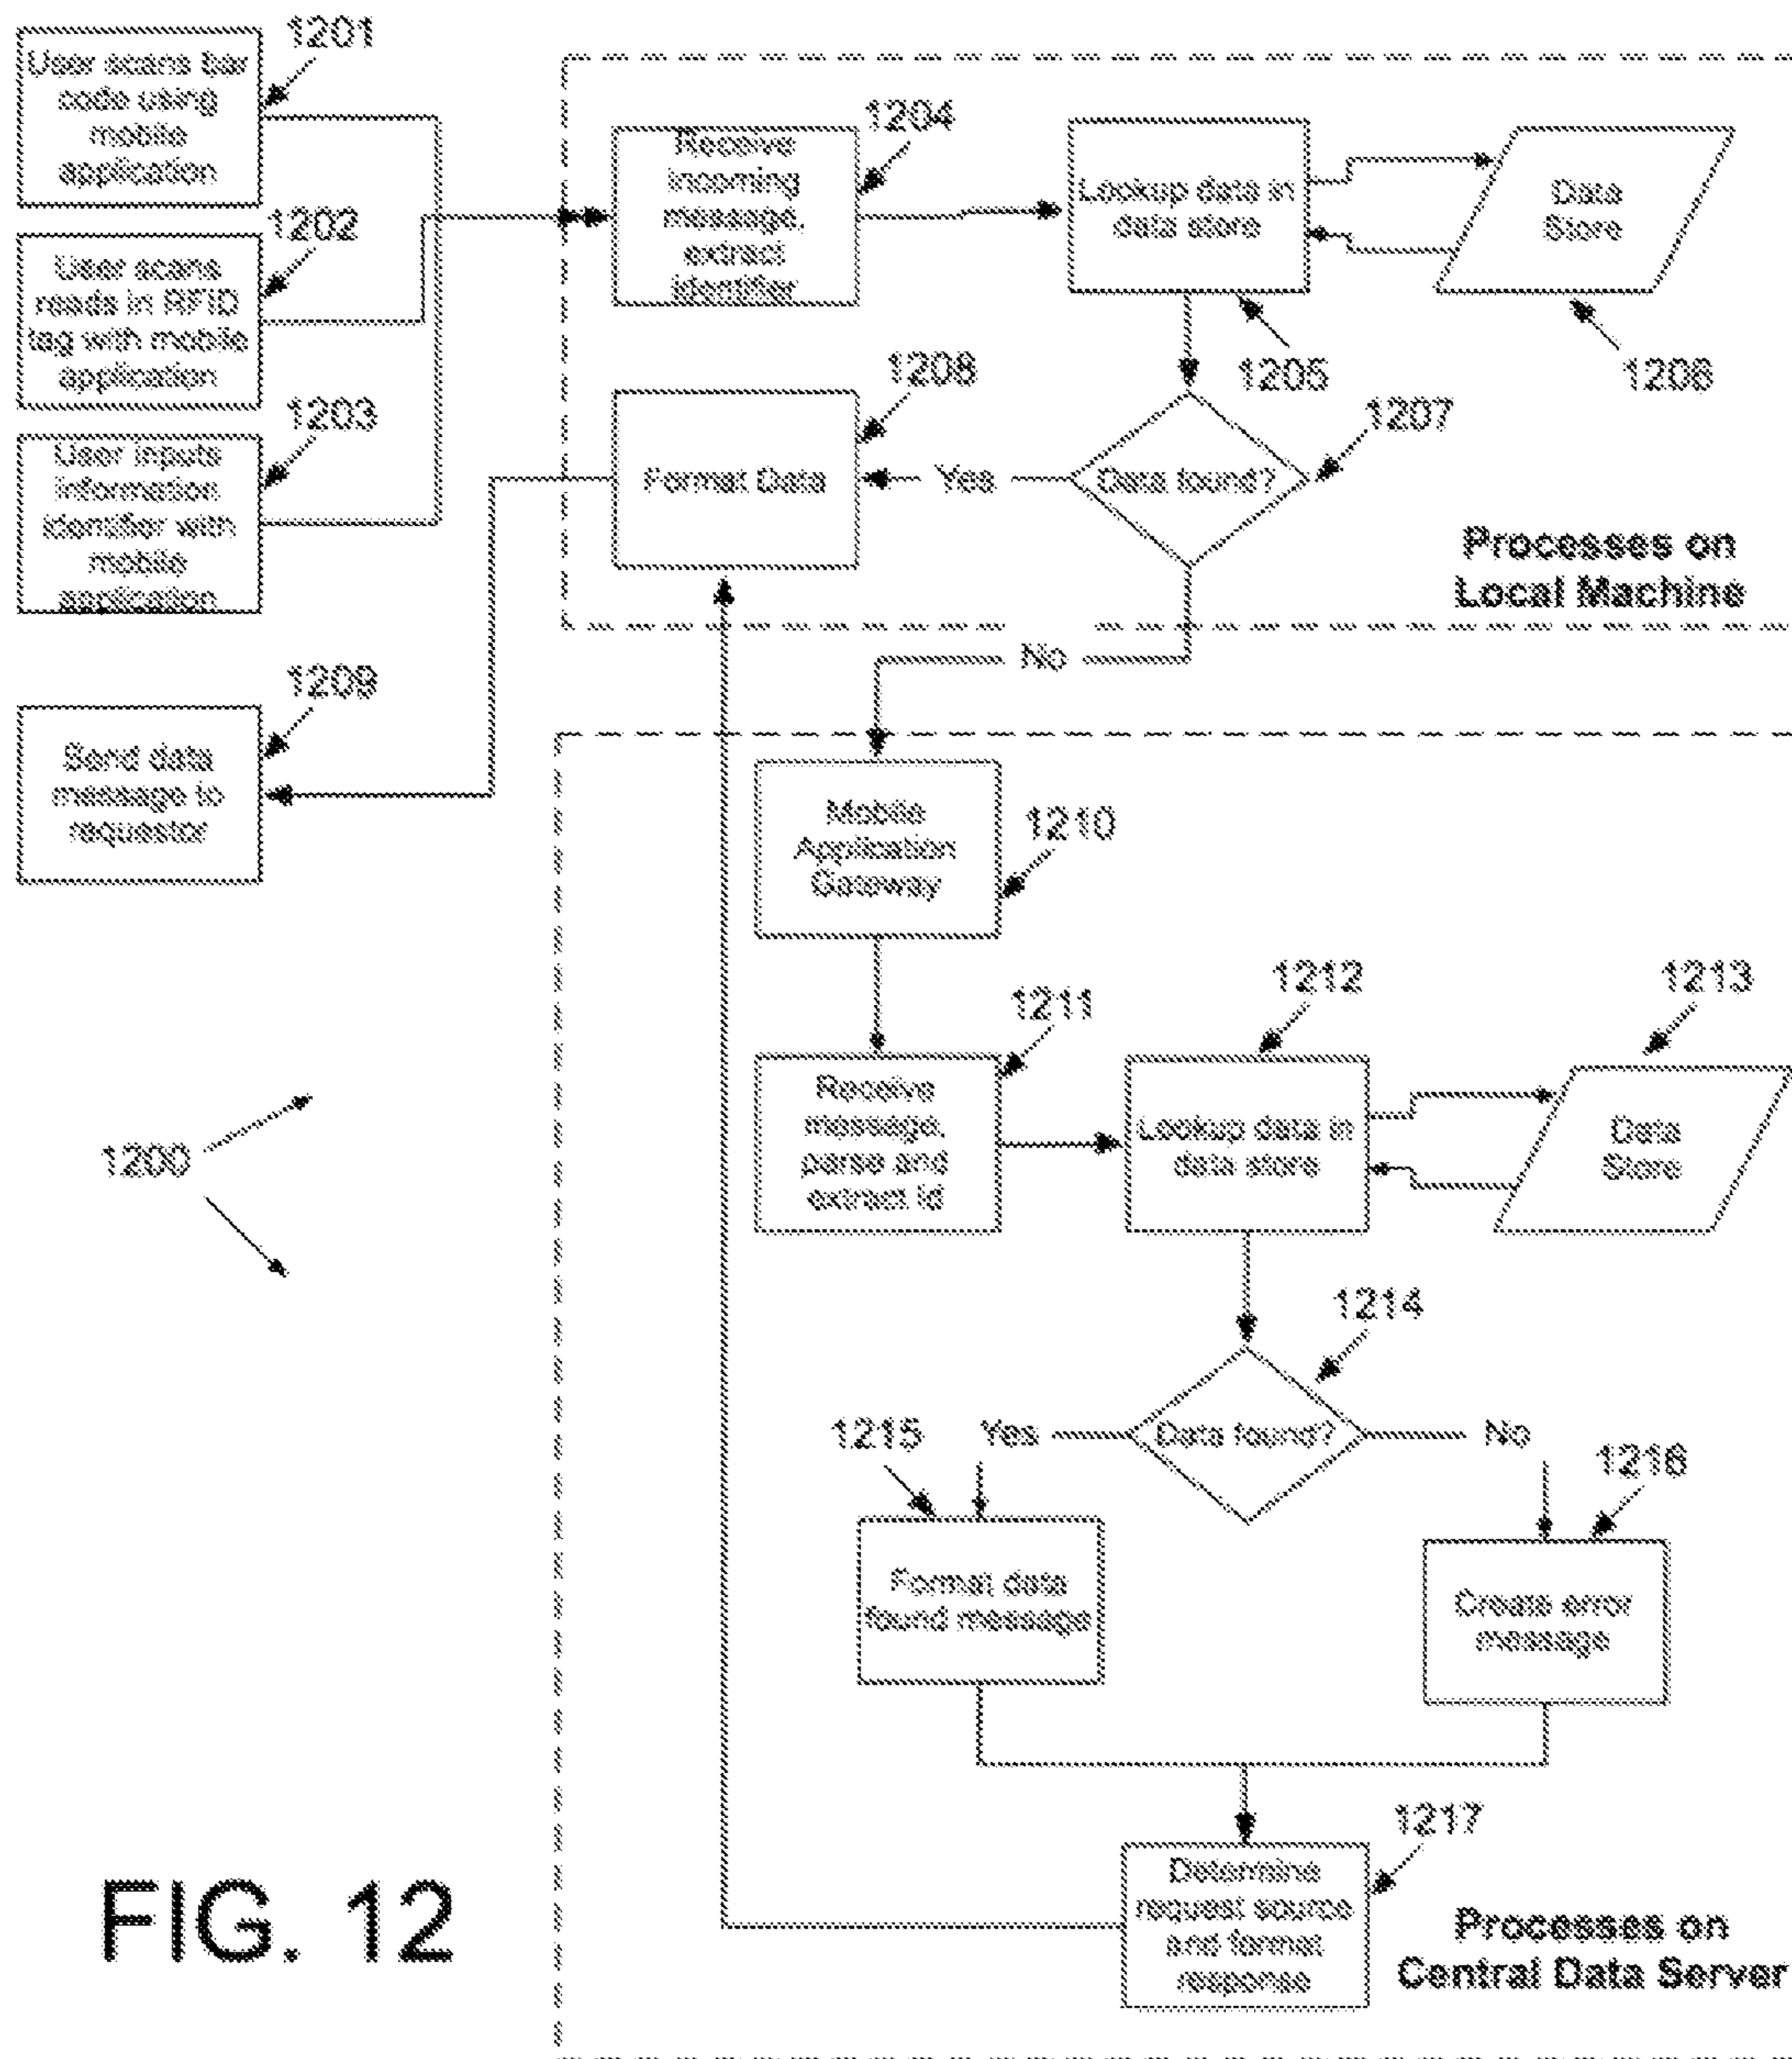 1201
User scans bar
code using
mobile
application
1202
User scans
reads in RFID
tag with mobile
application
1203
User inputs
information
identifier with
mobile
application
1204
Receive
incoming
message,
extract
identifier
Lookup data in
data store
1205
Data
Store
1206
1207
Data found?
Yes
No
1208
Format Data
Processes on
Local Machine
1209
Send data
message to
requestor
Mobile
Application
Gateway
1210
1211
Receive
message,
parse and
extract id
1212
Lookup data in
data store
1213
Data
Store
1200
1214
Data found?
Yes
No
1215
Format data
found message
1216
Create error
message
1217
Determine
request source
and format
response
Processes on
Central Data Server
FIG. 12